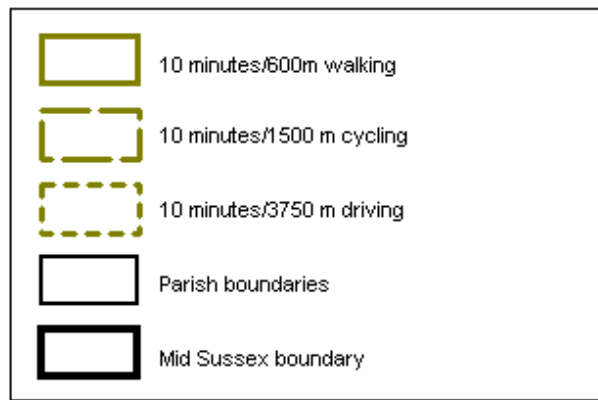 10 minutes/600m walking
10 minutes/1500 m cycling
10 minutes/3750 m driving
Parish boundaries
Mid Sussex boundary